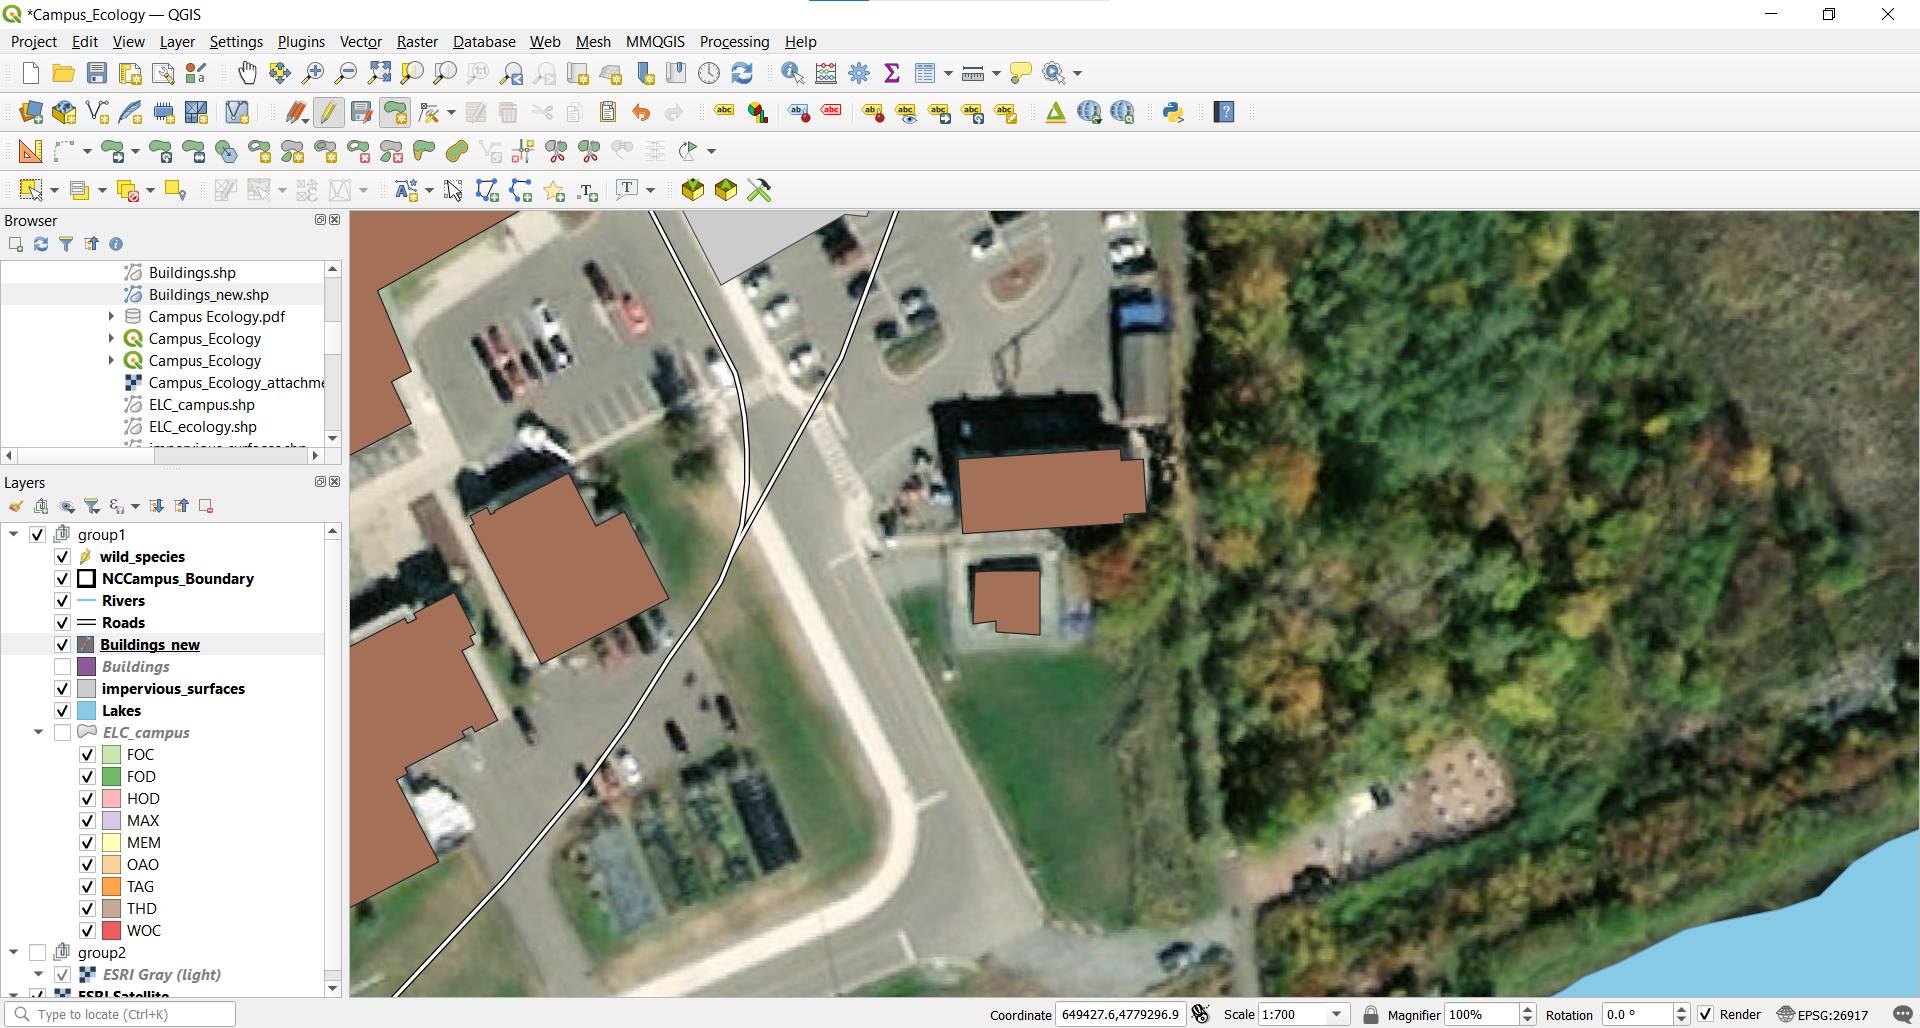 *Campus_Ecology — QGIS
Project Edit View Layer Settings Plugins Vector Raster Database Web Mesh MMQGIS Processing Help
Browser
Buildings.shp
Buildings_new.shp
Campus Ecology.pdf
Campus_Ecology
Campus_Ecology
Campus_Ecology_attachme
ELC_campus.shp
ELC_ecology.shp
impervious_surfaces.shp
Layers
group1
wild_species
NCCampus_Boundary
Rivers
Roads
Buildings_new
Buildings
impervious_surfaces
Lakes
ELC_campus
FOC
FOD
HOD
MAX
MEM
OAO
TAG
THD
WOC
group2
ESRI Gray (light)
ESRI Satellite
Type to locate (Ctrl+K)
Coordinate 649427.6,4779296.9 Scale 1:700 Magnifier 100% Rotation 0.0 ° Render EPSG:26917